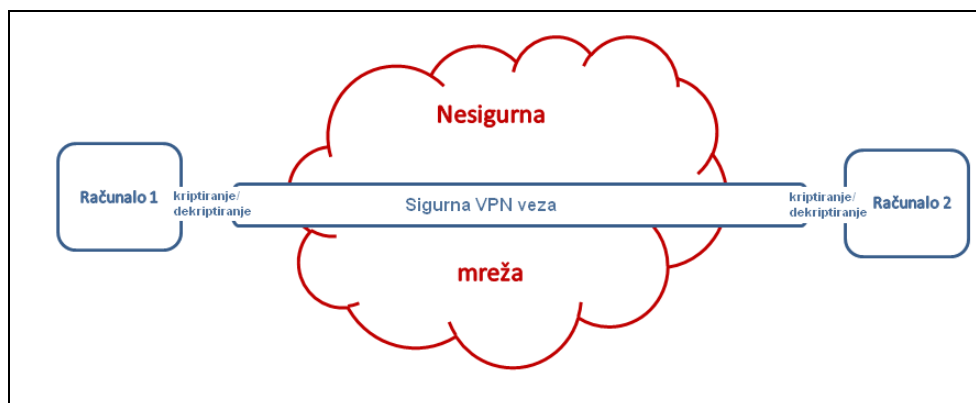 Nesigurna
Računalo 1
kriptiranje/
dekriptiranje
Sigurna VPN veza
kriptiranje/
dekriptiranje
Računalo 2
mreža